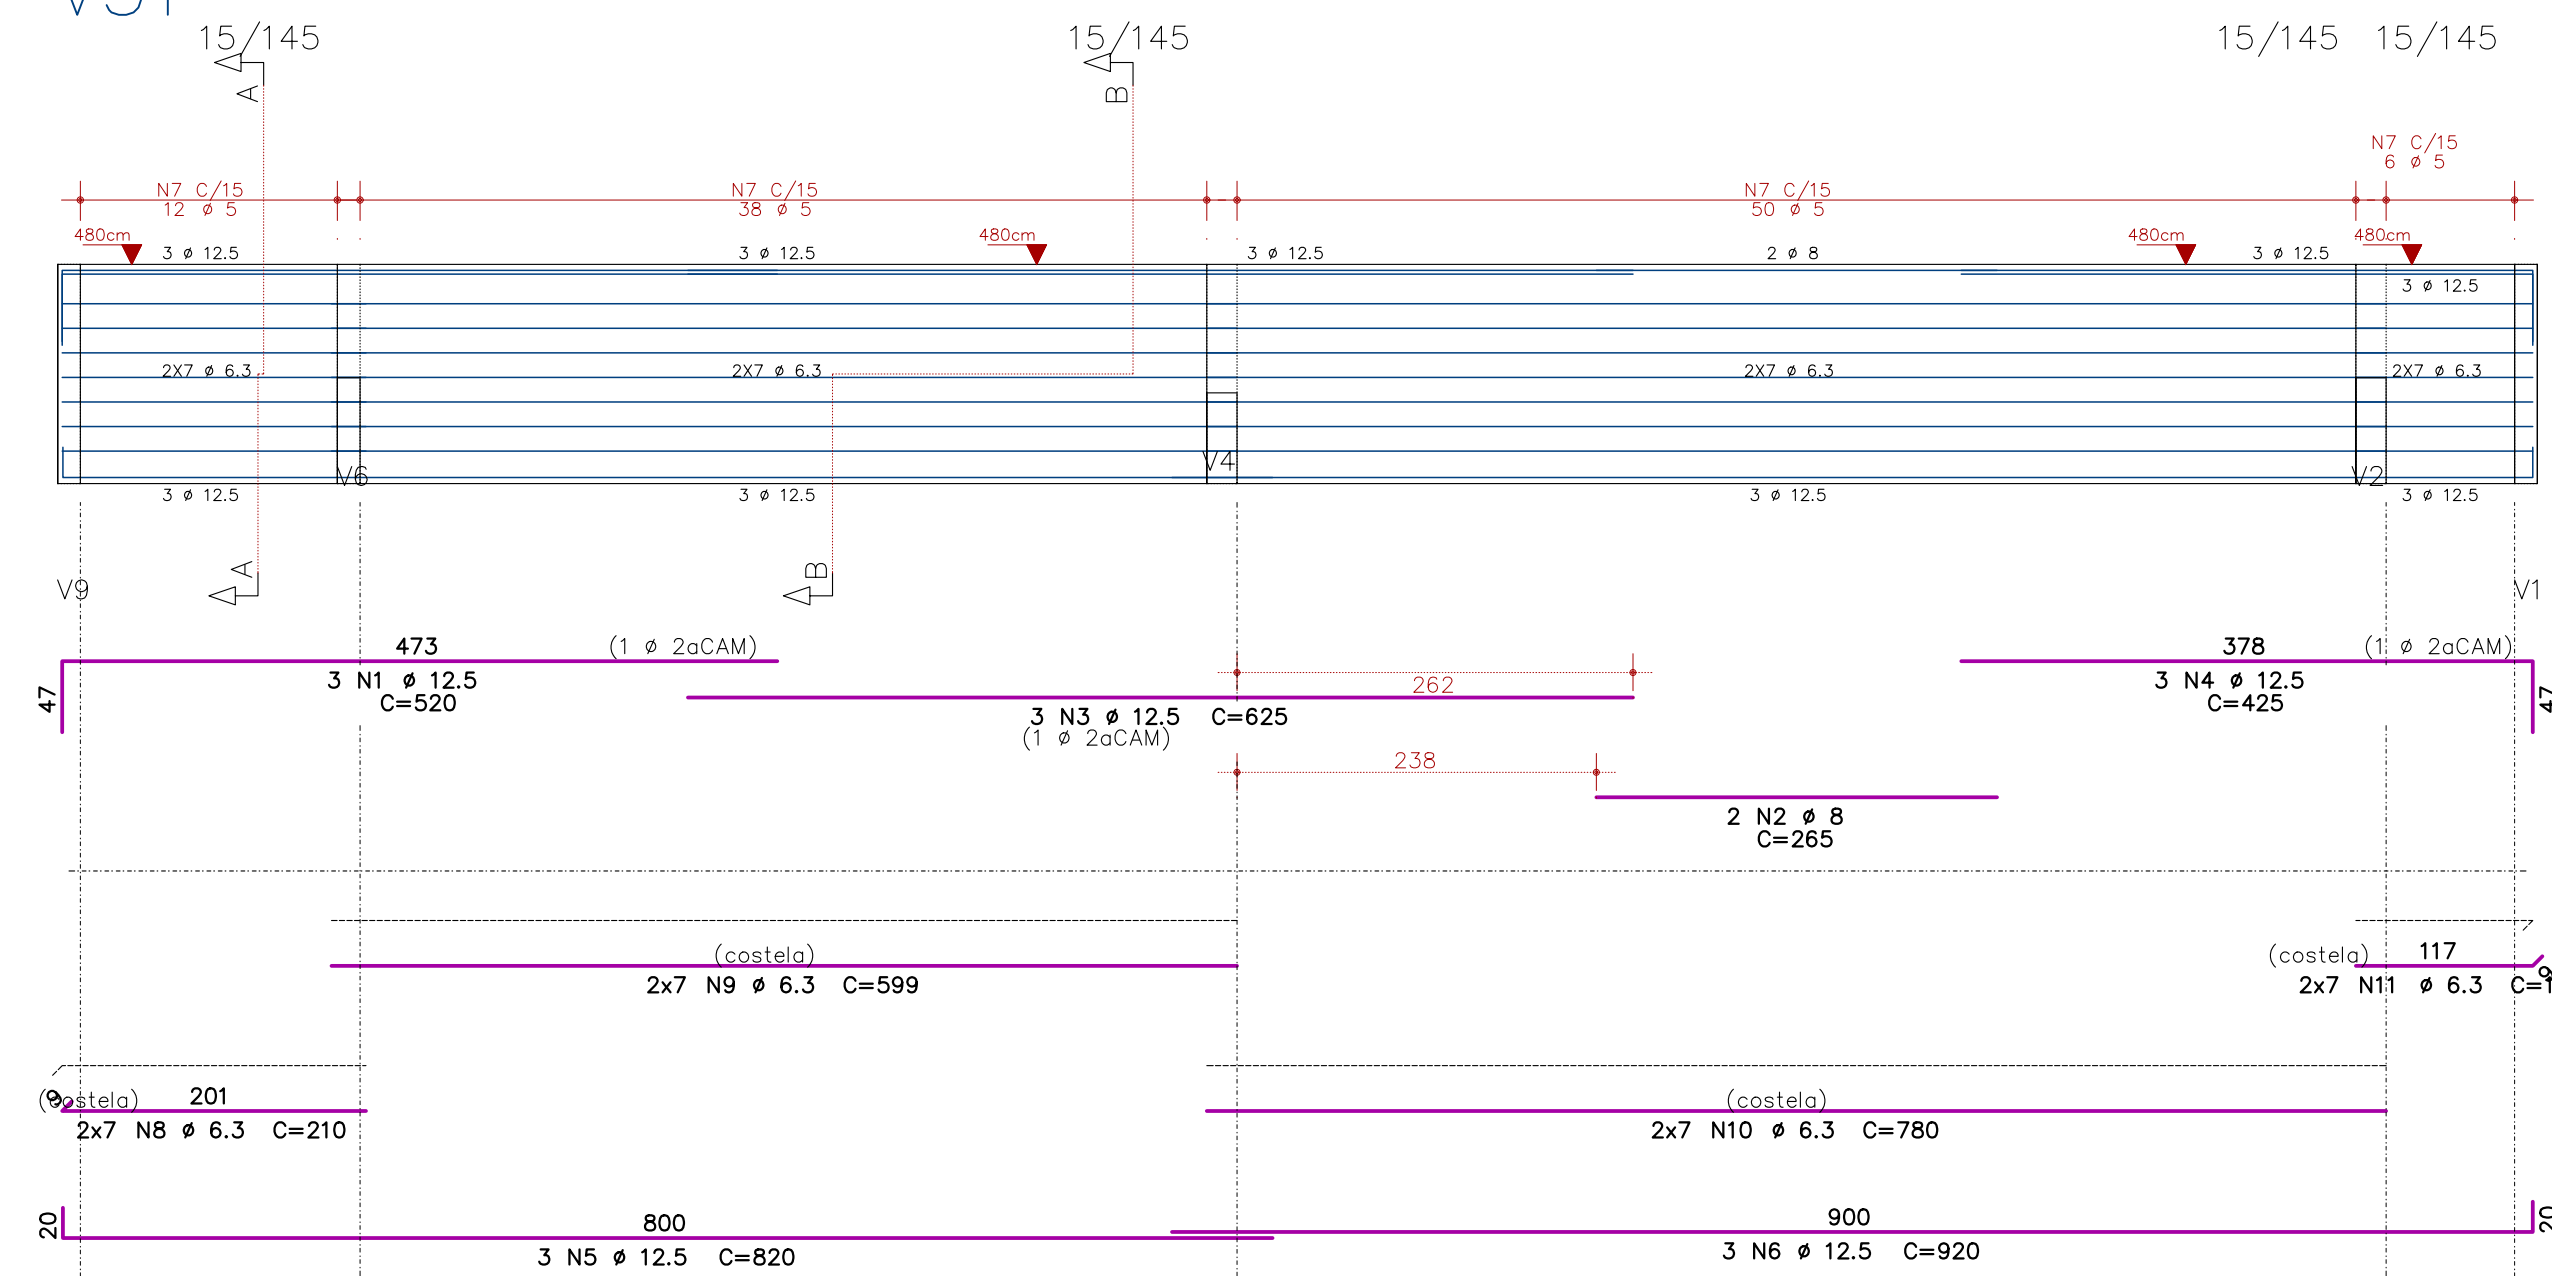 15/145 15/145 15/145 15/145
A B
N7 C/15
6 ø 5
N7 C/15 N7 C/15 N7 C/15
12 ø 5 38 ø 5 50 ø 5
480cm 480cm 480cm 480cm
3 ø 12.5 3 ø 12.5 3 ø 12.5 2 ø 8 3 ø 12.5
3 ø 12.5
2X7 ø 6.3 2X7 ø 6.3 2X7 ø 6.3 2X7 ø 6.3
V6 V4 V2
3 ø 12.5 3 ø 12.5 3 ø 12.5 3 ø 12.5
A B
V9 V1
473 (1 ø 2aCAM) 378 (1 ø 2aCAM)
47 3 N1 ø 12.5 262 3 N4 ø 12.5 47
C=520 C=425
3 N3 ø 12.5 C=625
(1 ø 2aCAM)
238
2 N2 ø 8
C=265
(costela) (costela) 117
9
2x7 N9 ø 6.3 C=599 2x7 N11 ø 6.3
9 (costela) 201 (costela)
2x7 N8 ø 6.3 C=210 2x7 N10 ø 6.3 C=780
20 800 900 20
3 N5 ø 12.5 C=820 3 N6 ø 12.5 C=920